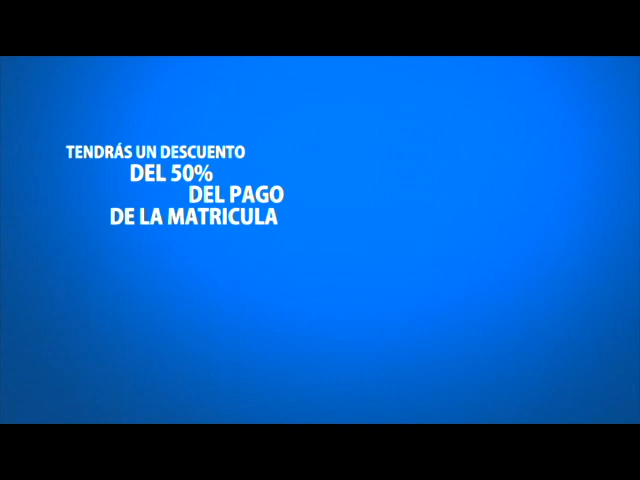 TENDRÁS UN DESCUENTO
DEL 50%
DEL PAGO
DE LA MATRICULA